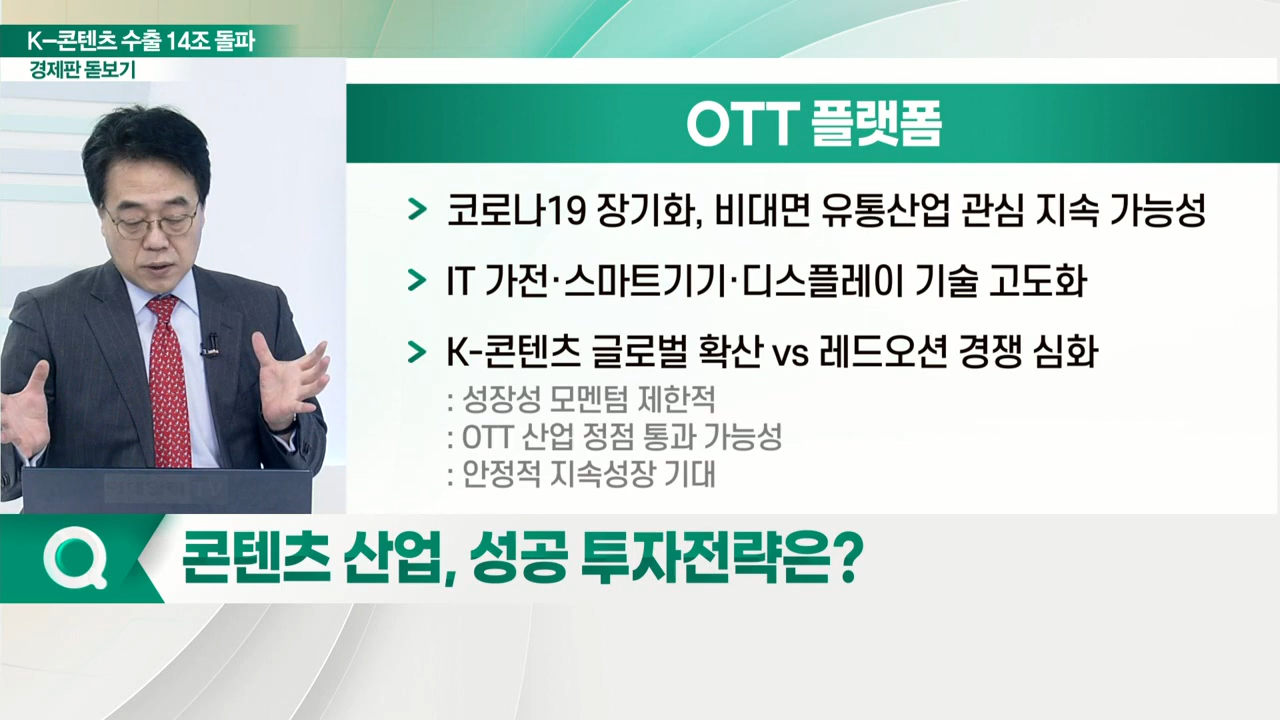 K-콘텐츠 수출 14조 돌파
경제판 돋보기
OTT 플랫폼
> 코로나19 장기화, 비대면 유통산업 관심 지속 가능성
> IT 가전·스마트기기·디스플레이 기술 고도화
> K-콘텐츠 글로벌 확산 vs 레드오션 경쟁 심화
: 성장성 모멘텀 제한적
: OTT 산업 정점 통과 가능성
: 안정적 지속성장 기대
Q 콘텐츠 산업, 성공 투자전략은?